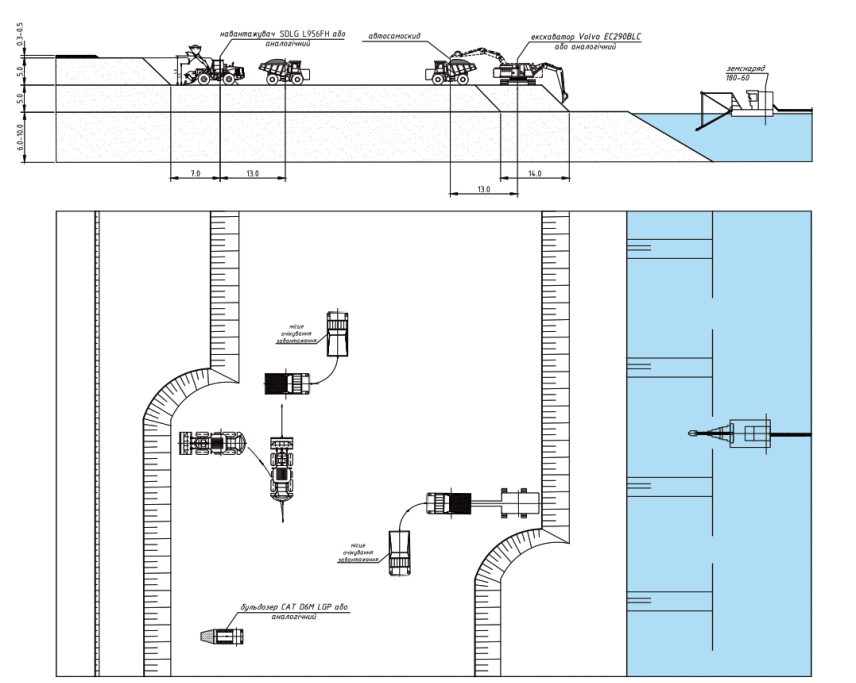 навантажувач SDLG L956FH або
аналогічний
автосамоскид
екскаватор Volvo EC290BLC
або аналогічний
земснаряд
180-60
0.3-0.5
5.0
5.0
6.0-10.0
7.0
13.0
13.0
14.0
місце
очікування
завантаження
місце
очікування
завантаження
бульдозер CAT D6M LGP або
аналогічний